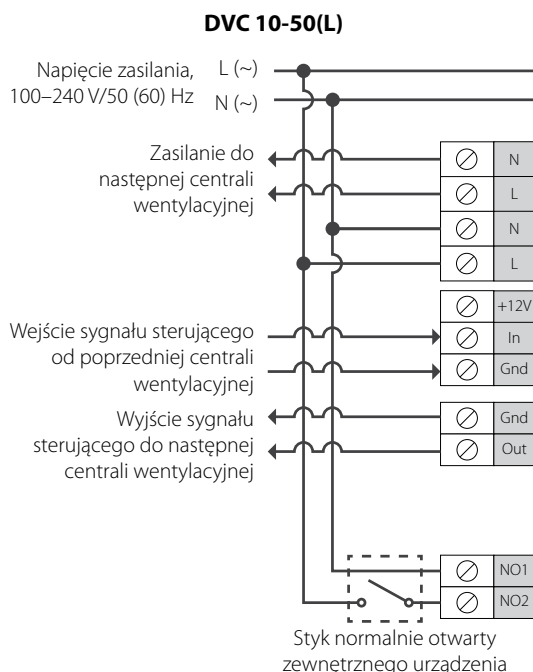 DVC 10-50(L)
Napięcie zasilania, L (~)
100–240 V/50 (60) Hz N (~)
Zasilanie do
następnej centrali
wentylacyjnej
N
L
N
L
+12V
Wejście sygnału sterującego
od poprzedniej centrali
wentylacyjnej
In
Gnd
Wyjście sygnału
sterującego do następnej
centrali wentylacyjnej
Gnd
Out
NO1
NO2
Styk normalnie otwarty
zewnętrznego urządzenia